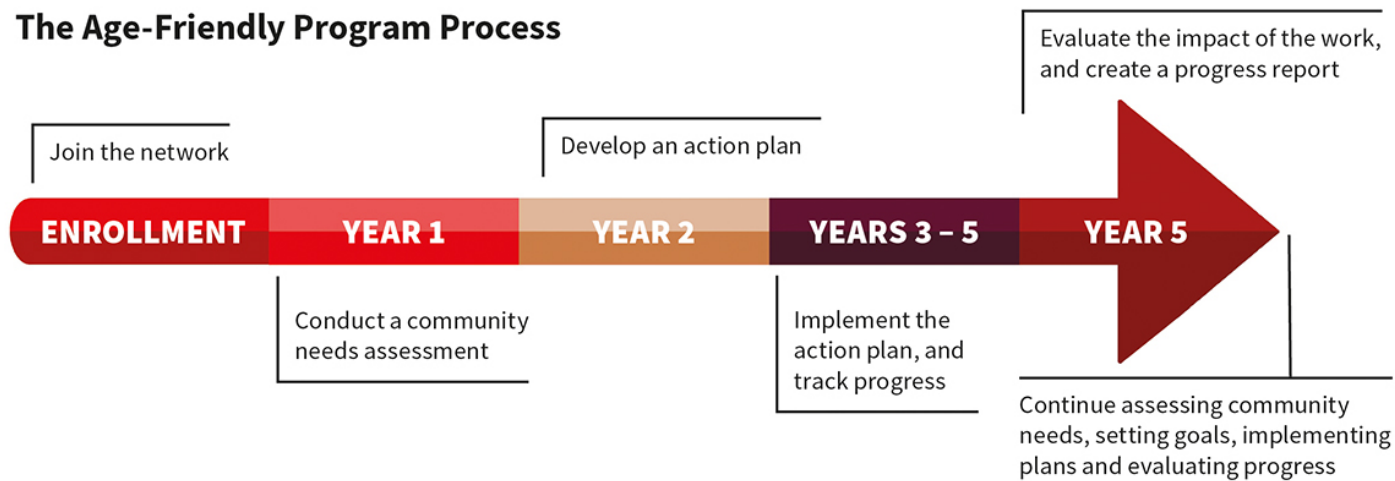 The Age-Friendly Program Process
Join the network
Develop an action plan
Evaluate the impact of the work,
and create a progress report
ENROLLMENT
YEAR 1
YEAR 2
YEARS 3 – 5
YEAR 5
Conduct a community
needs assessment
Implement the
action plan, and
track progress
Continue assessing community
needs, setting goals, implementing
plans and evaluating progress